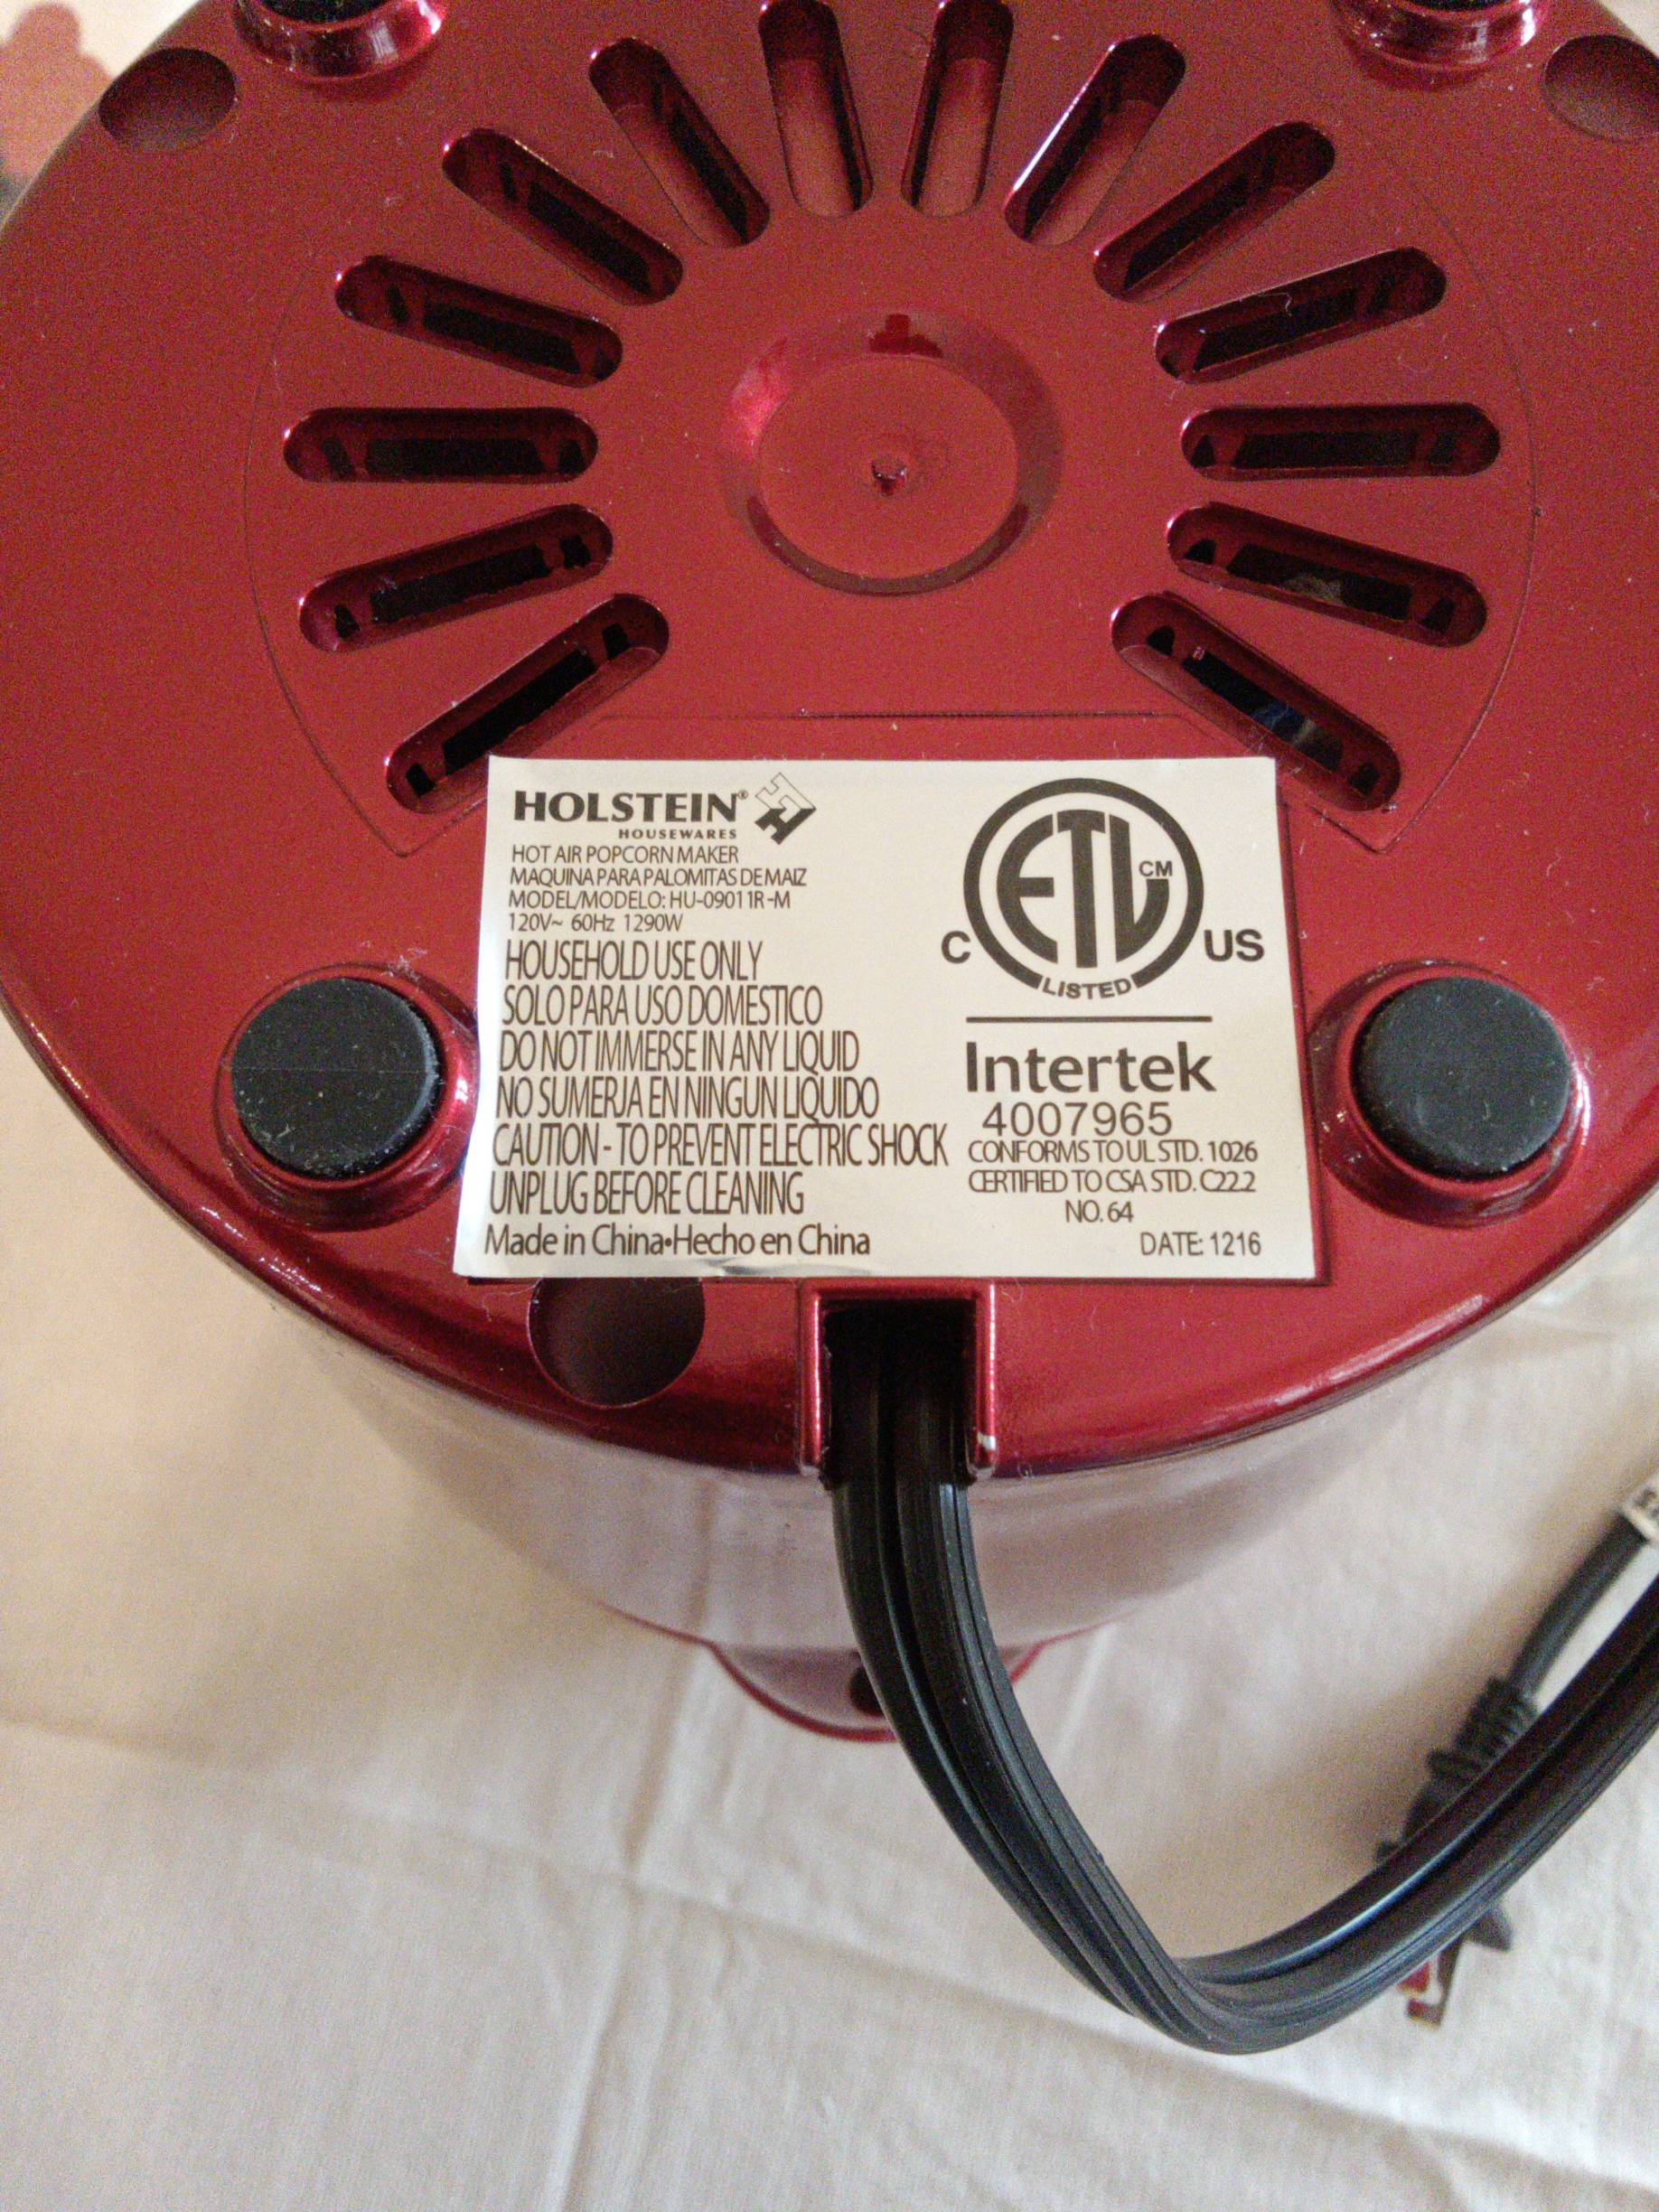 HOLSTEIN®
HOUSEWARES
HOT AIR POPCORN MAKER
MAQUINA PARA PALOMITAS DE MAIZ
MODEL/MODELO: HU-09011R-M
120V~ 60Hz 1290W
HOUSEHOLD USE ONLY
SOLO PARA USO DOMESTICO
DO NOT IMMERSE IN ANY LIQUID
NO SUMERJA EN NINGUN LIQUIDO
CAUTION - TO PREVENT ELECTRIC SHOCK
UNPLUG BEFORE CLEANING
Made in China•Hecho en China
ETL CM
C US
LISTED
Intertek
4007965
CONFORMS TO UL STD. 1026
CERTIFIED TO CSA STD. C22.2
NO. 64
DATE: 1216